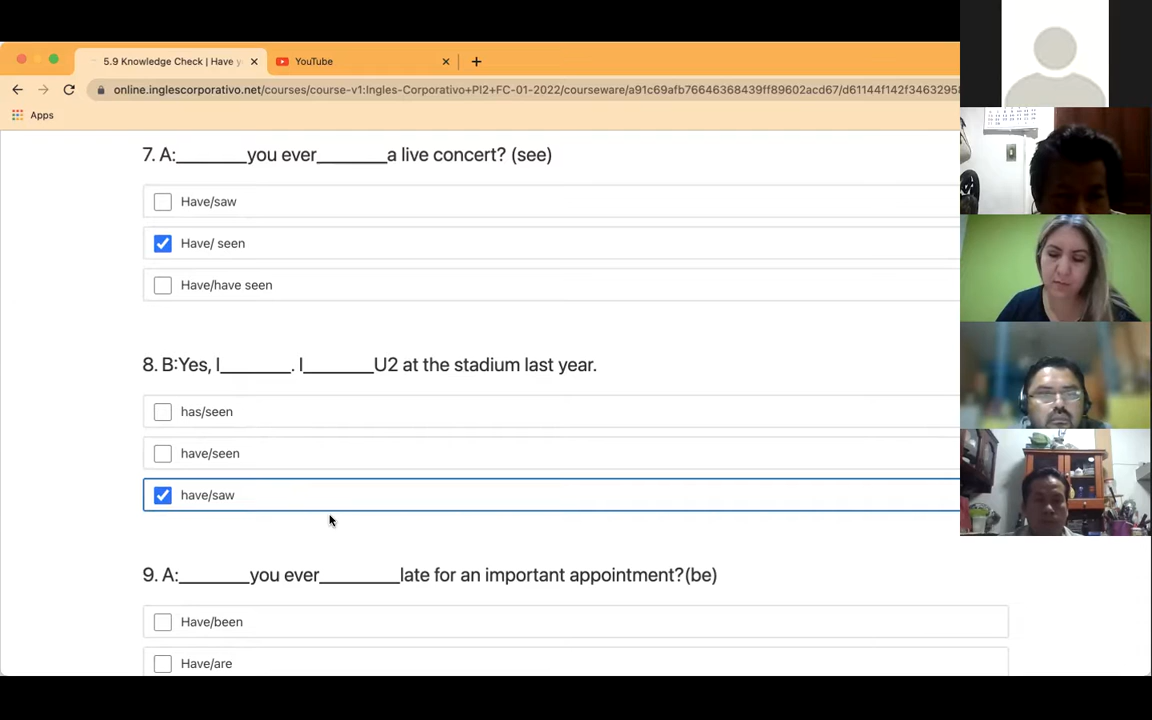 5.9 Knowledge Check | Have y
YouTube
online.inglescorporativo.net/courses/course-v1:Ingles-Corporativo+PI2+FC-01-2022/courseware/a91c69afb76646368439ff89602acd67/d61144f142f3463295
Apps
7. A:________you ever________a live concert? (see)
Have/saw
Have/ seen
Have/have seen
8. B:Yes, I________. I________U2 at the stadium last year.
has/seen
have/seen
have/saw
9. A:________you ever_________late for an important appointment?(be)
Have/been
Have/are